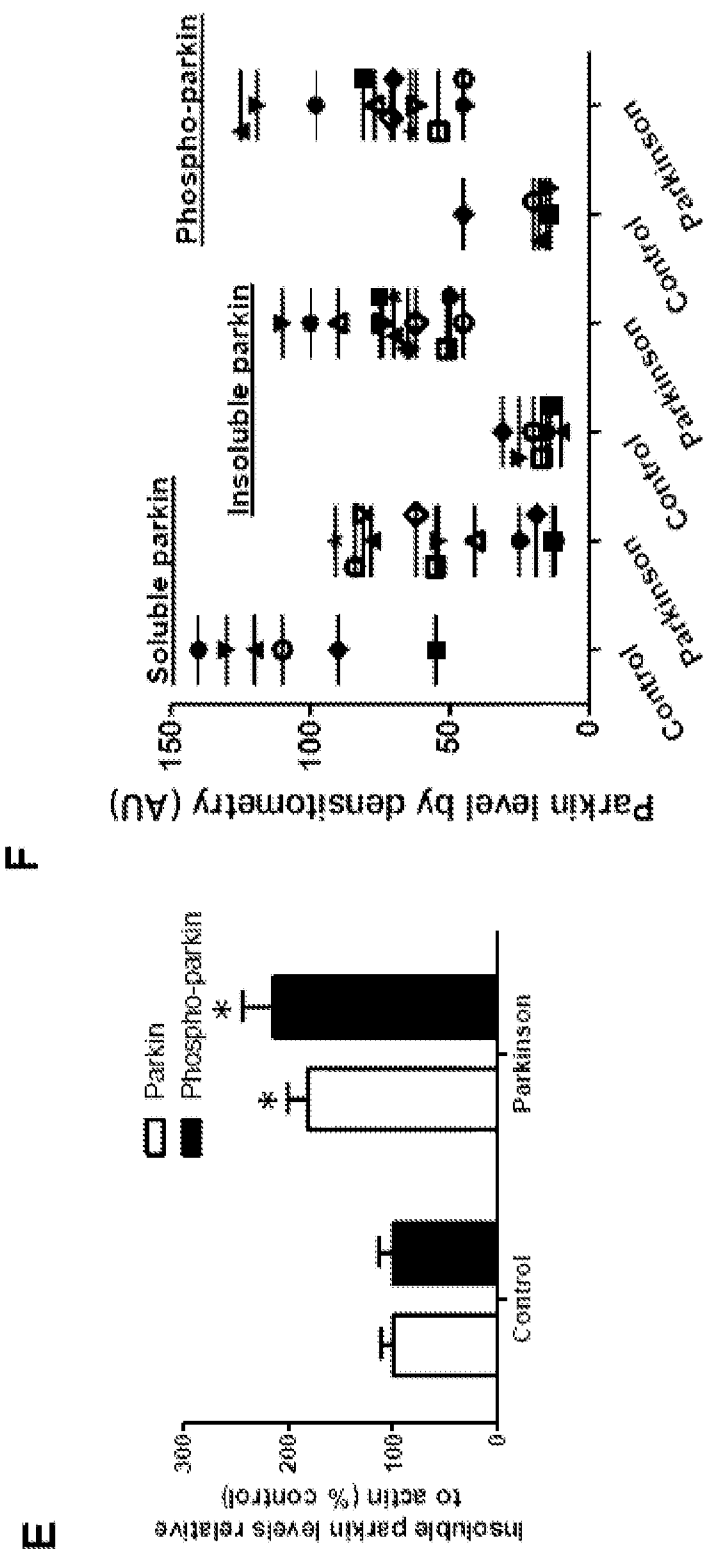 E
Insoluble parkin levels relative
to actin (% control)
300
200
100
0
Parkin
Phospho-parkin
*
*
Control
Parkinson
F
Parkin level by densitometry (AU)
150
100
50
0
Soluble parkin
Insoluble parkin
Phospho-parkin
Control
Parkinson
Control
Parkinson
Control
Parkinson